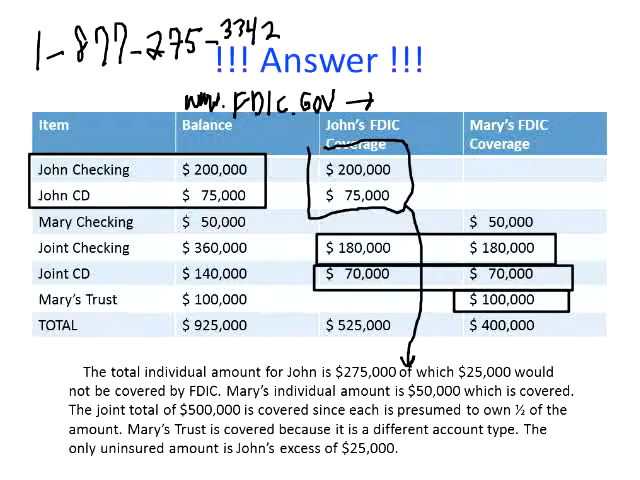 1-877-275-3342
!!! Answer !!!
www.FDIC.GOV →
Item Balance John's FDIC Coverage Mary's FDIC Coverage
John Checking $ 200,000 $ 200,000
John CD $ 75,000 $ 75,000
Mary Checking $ 50,000 $ 50,000
Joint Checking $ 360,000 $ 180,000 $ 180,000
Joint CD $ 140,000 $ 70,000 $ 70,000
Mary's Trust $ 100,000 $ 100,000
TOTAL $ 925,000 $ 525,000 $ 400,000
The total individual amount for John is $275,000 of which $25,000 would
not be covered by FDIC. Mary's individual amount is $50,000 which is covered.
The joint total of $500,000 is covered since each is presumed to own ½ of the
amount. Mary's Trust is covered because it is a different account type. The
only uninsured amount is John's excess of $25,000.